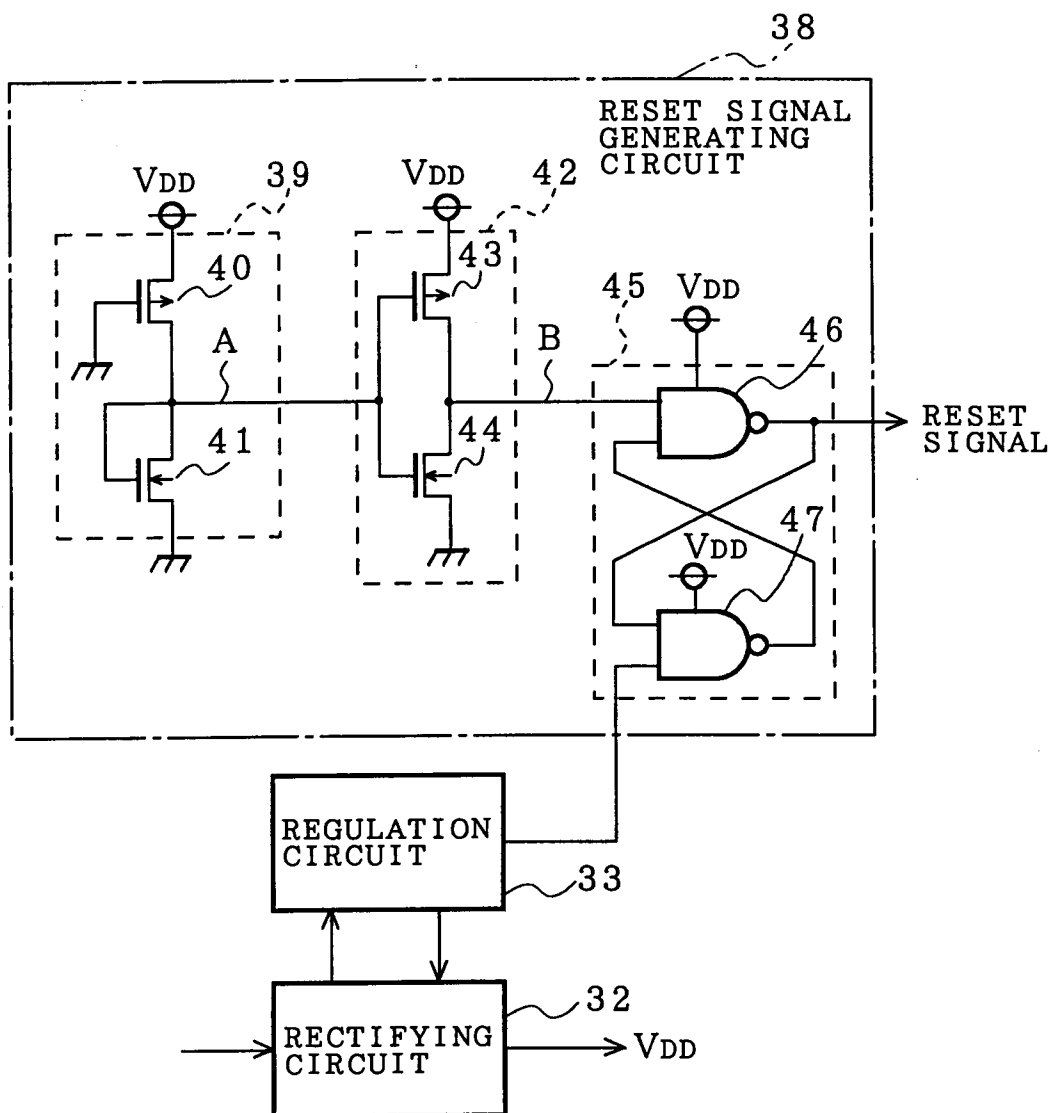 38
RESET SIGNAL
GENERATING
CIRCUIT
39
42
VDD
VDD
40
43
45
VDD
46
A
B
RESET
SIGNAL
41
44
47
VDD
REGULATION
CIRCUIT
33
32
RECTIFYING
CIRCUIT
VDD